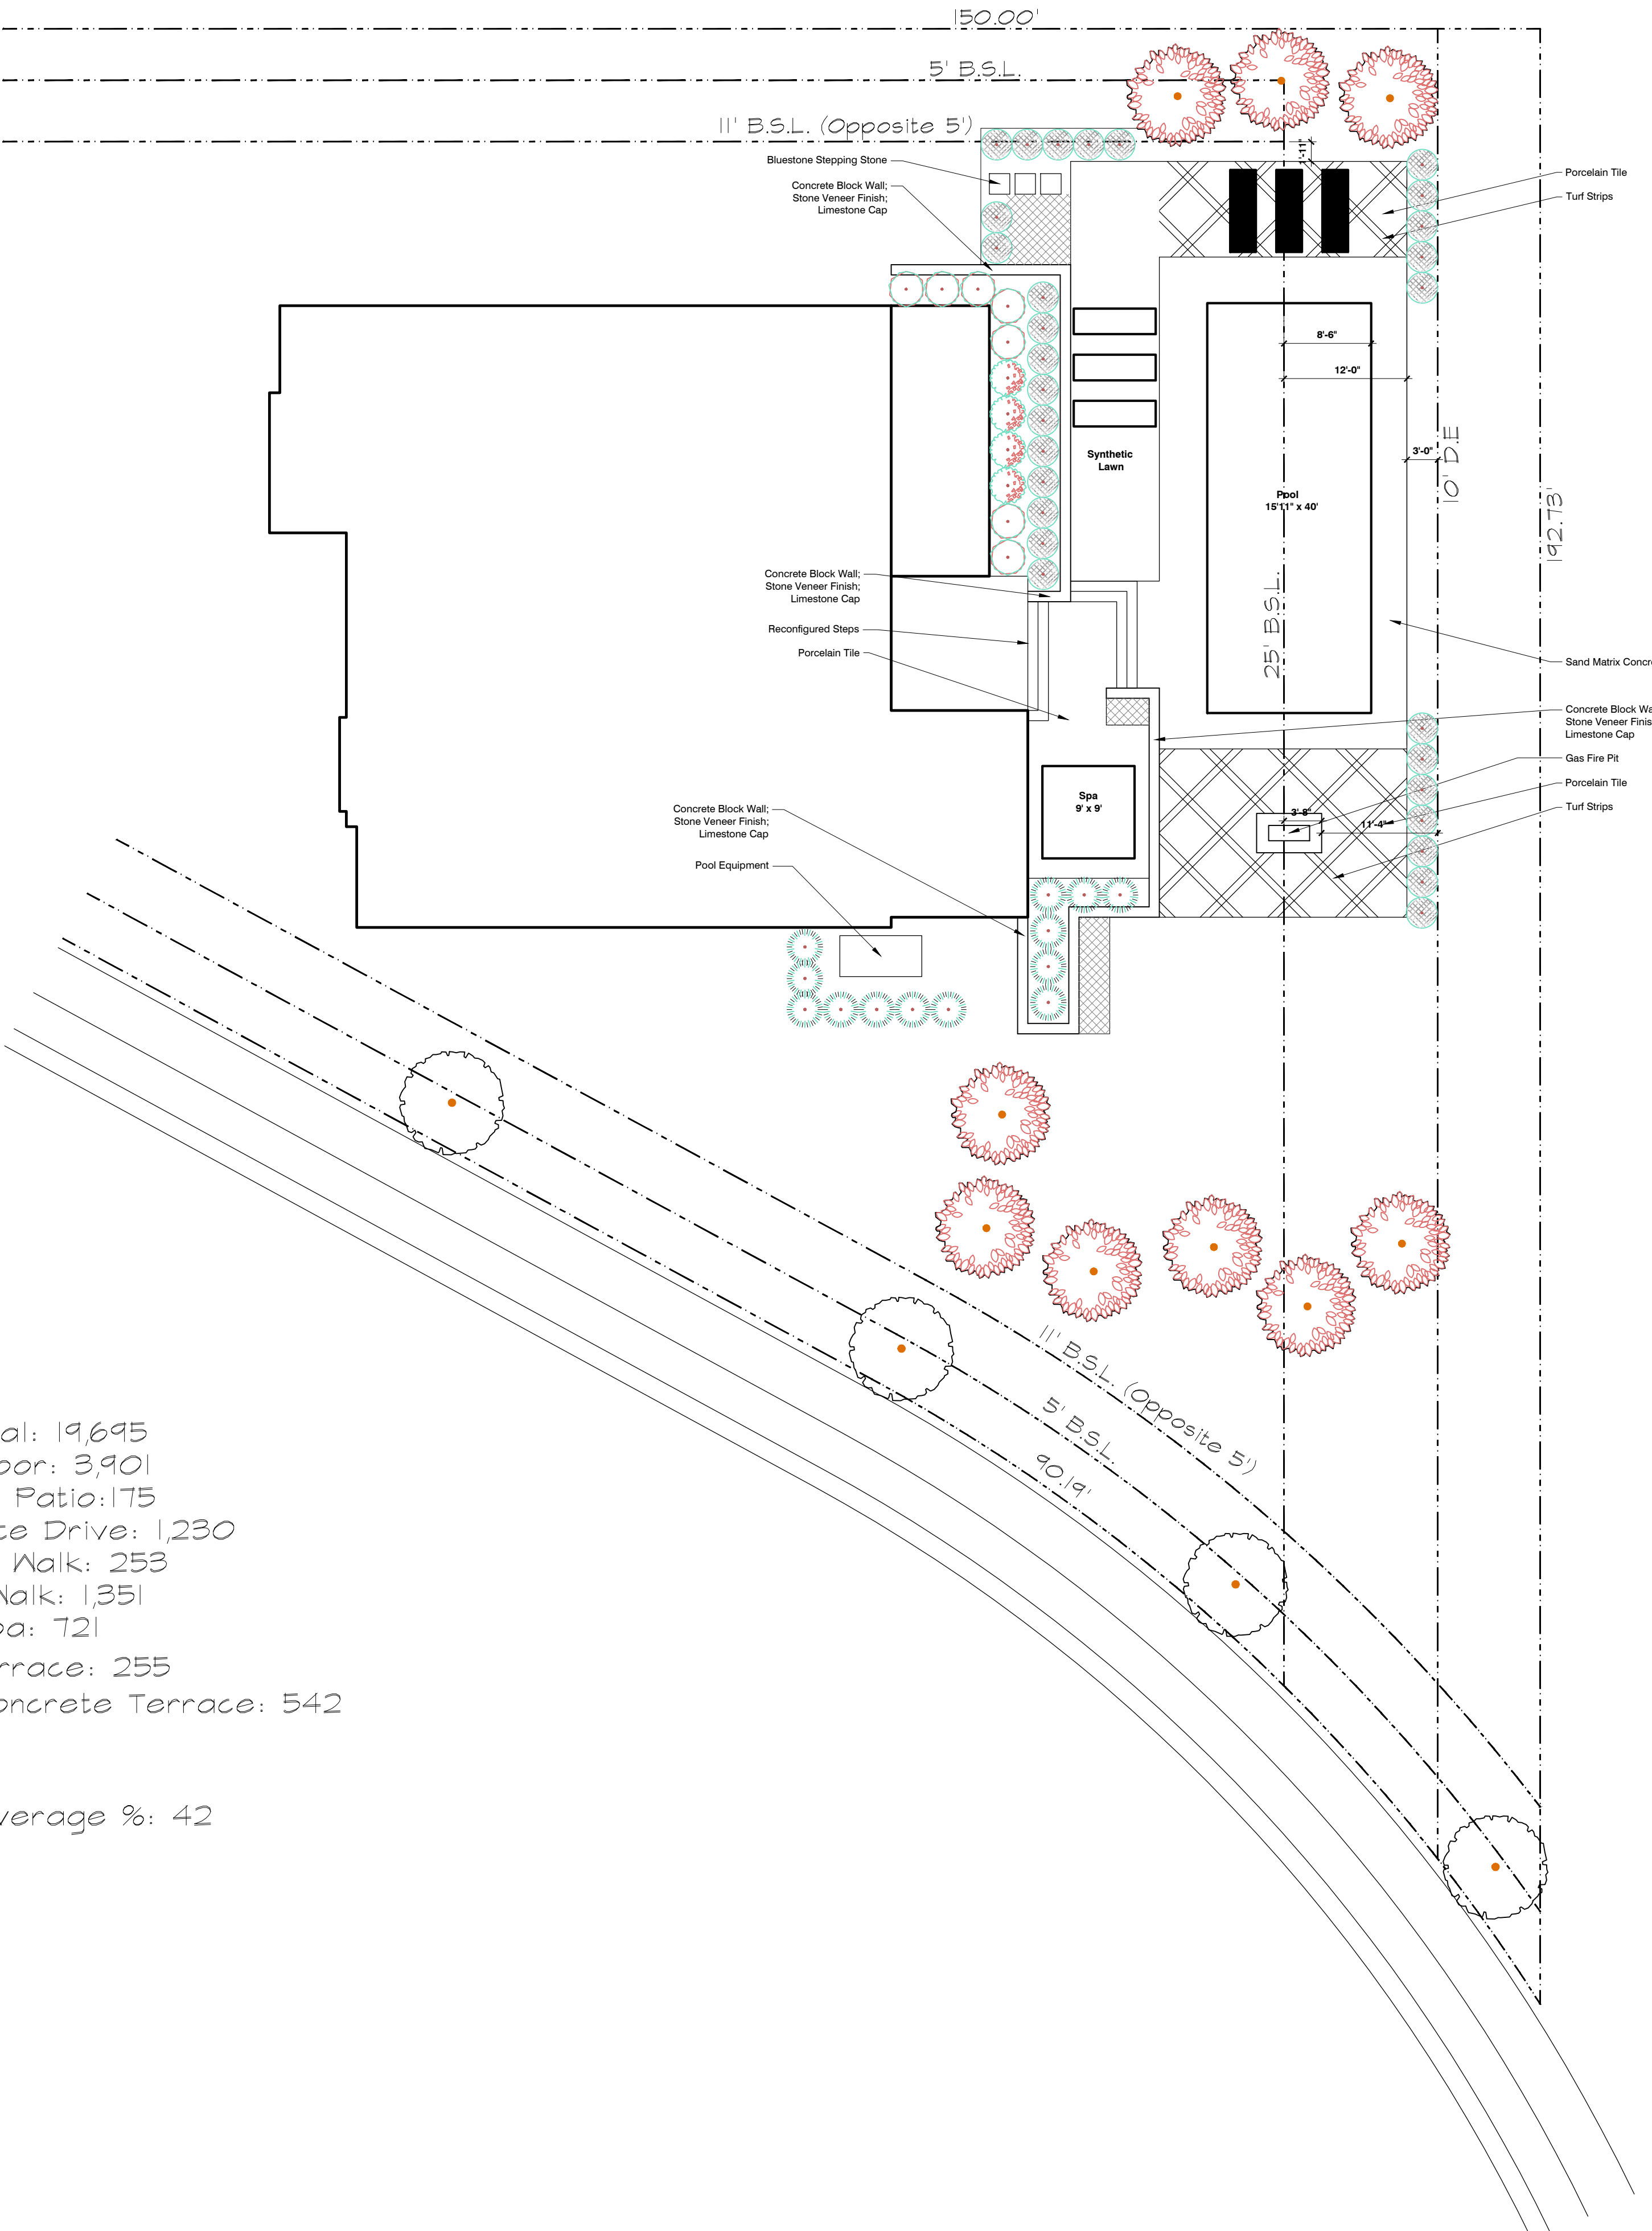 150.00'
5' B.S.L.
11' B.S.L. (Opposite 5')
Bluestone Stepping Stone
Concrete Block Wall;
Stone Veneer Finish;
Limestone Cap
1'-11"
Porcelain Tile
Turf Strips
8'-6"
12'-0"
3'-0"
10' D.E
192.73'
Synthetic
Lawn
Pool
15'11" x 40'
25' B.S.L.
Concrete Block Wall;
Stone Veneer Finish;
Limestone Cap
Reconfigured Steps
Porcelain Tile
Sand Matrix Concre
Concrete Block Wa
Stone Veneer Finis
Limestone Cap
Gas Fire Pit
Porcelain Tile
Turf Strips
Spa
9' x 9'
3'-8"
11'-4"
Concrete Block Wall;
Stone Veneer Finish;
Limestone Cap
Pool Equipment
11' B.S.L. (Opposite 5')
5' B.S.L.
90.19'
al: 19,695
oor: 3,901
Patio:175
te Drive: 1,230
Walk: 253
Walk: 1,351
pa: 721
rrace: 255
oncrete Terrace: 542
verage %: 42